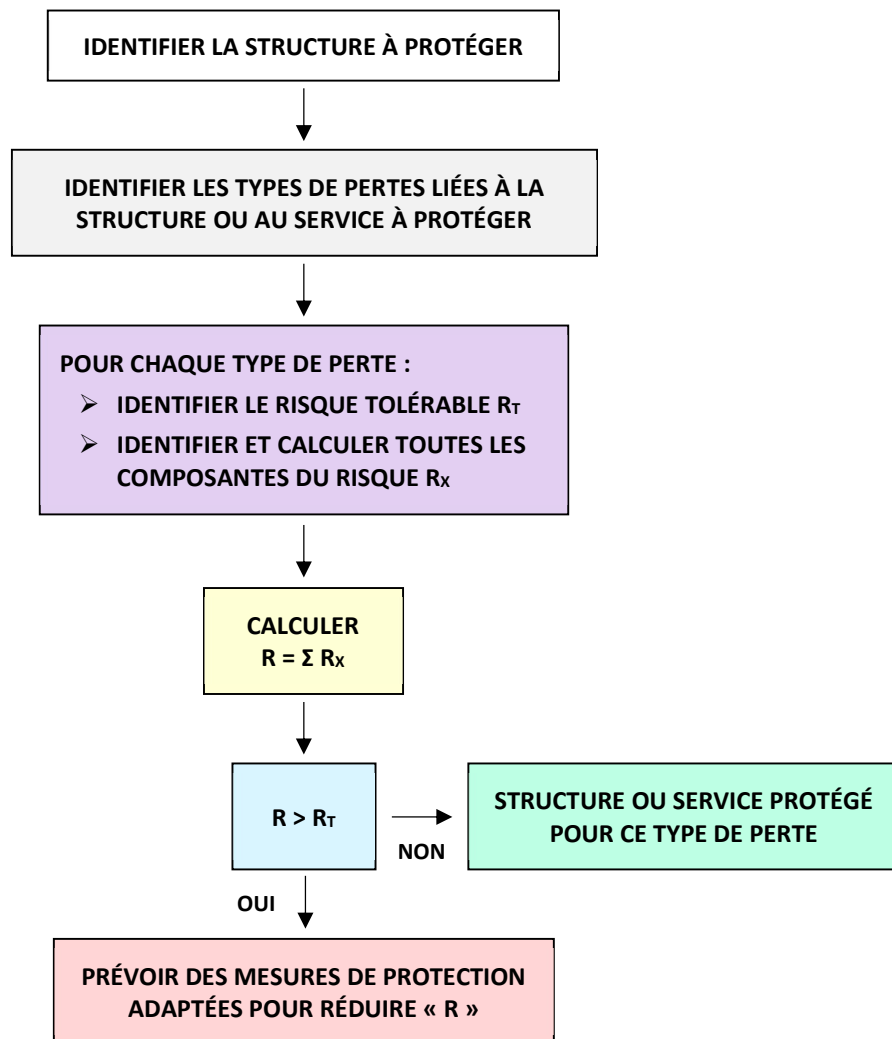 IDENTIFIER LA STRUCTURE À PROTÉGER
IDENTIFIER LES TYPES DE PERTES LIÉES À LA
STRUCTURE OU AU SERVICE À PROTÉGER
POUR CHAQUE TYPE DE PERTE :
➢ IDENTIFIER LE RISQUE TOLÉRABLE RT
➢ IDENTIFIER ET CALCULER TOUTES LES
COMPOSANTES DU RISQUE RX
CALCULER
R = Σ RX
R > RT
NON
STRUCTURE OU SERVICE PROTÉGÉ
POUR CE TYPE DE PERTE
OUI
PRÉVOIR DES MESURES DE PROTECTION
ADAPTÉES POUR RÉDUIRE « R »